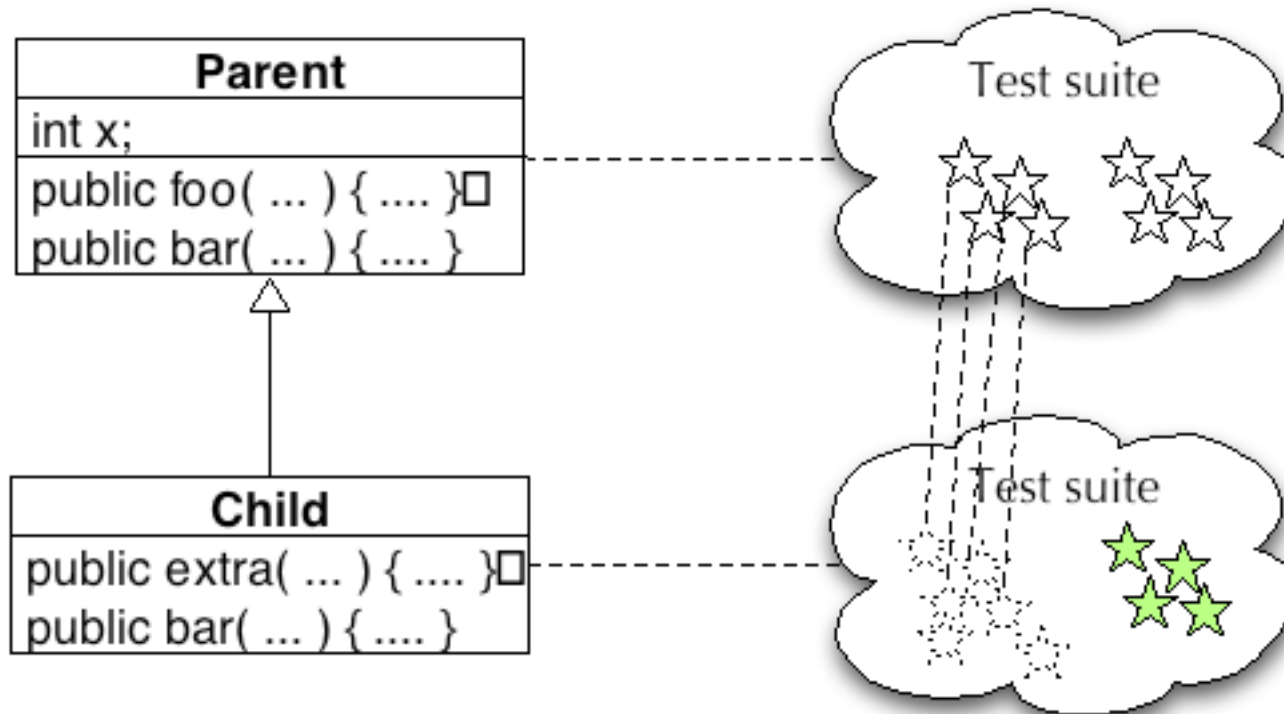 Parent
int x;
public foo( ... ) { .... }
public bar( ... ) { .... }
Test suite
Child
public extra( ... ) { .... }
public bar( ... ) { .... }
Test suite